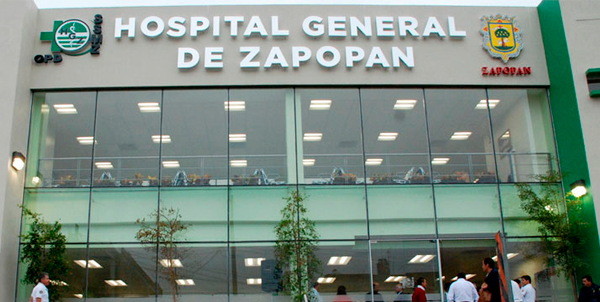 HOSPITAL GENERAL
DE ZAPOPAN
OPD
ZAPOPAN